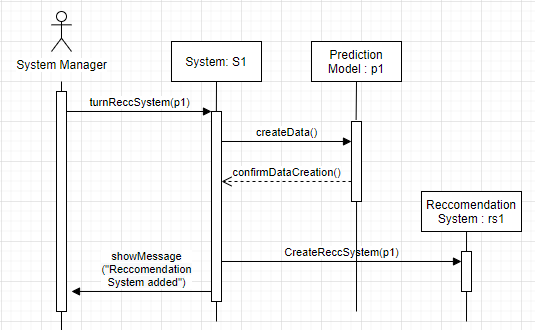 System Manager
System: S1
Prediction
Model : p1
turnReccSystem(p1)
createData()
confirmDataCreation()
Reccomendation
System : rs1
CreateReccSystem(p1)
showMessage
("Reccomendation
System added")